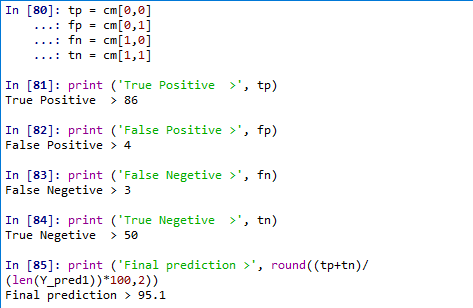 In [80]: tp = cm[0,0]
...: fp = cm[0,1]
...: fn = cm[1,0]
...: tn = cm[1,1]
In [81]: print ('True Positive  >', tp)
True Positive  > 86
In [82]: print ('False Positive >', fp)
False Positive > 4
In [83]: print ('False Negetive >', fn)
False Negetive > 3
In [84]: print ('True Negetive  >', tn)
True Negetive  > 50
In [85]: print ('Final prediction >', round((tp+tn)/
(len(Y_pred1))*100,2))
Final prediction > 95.1